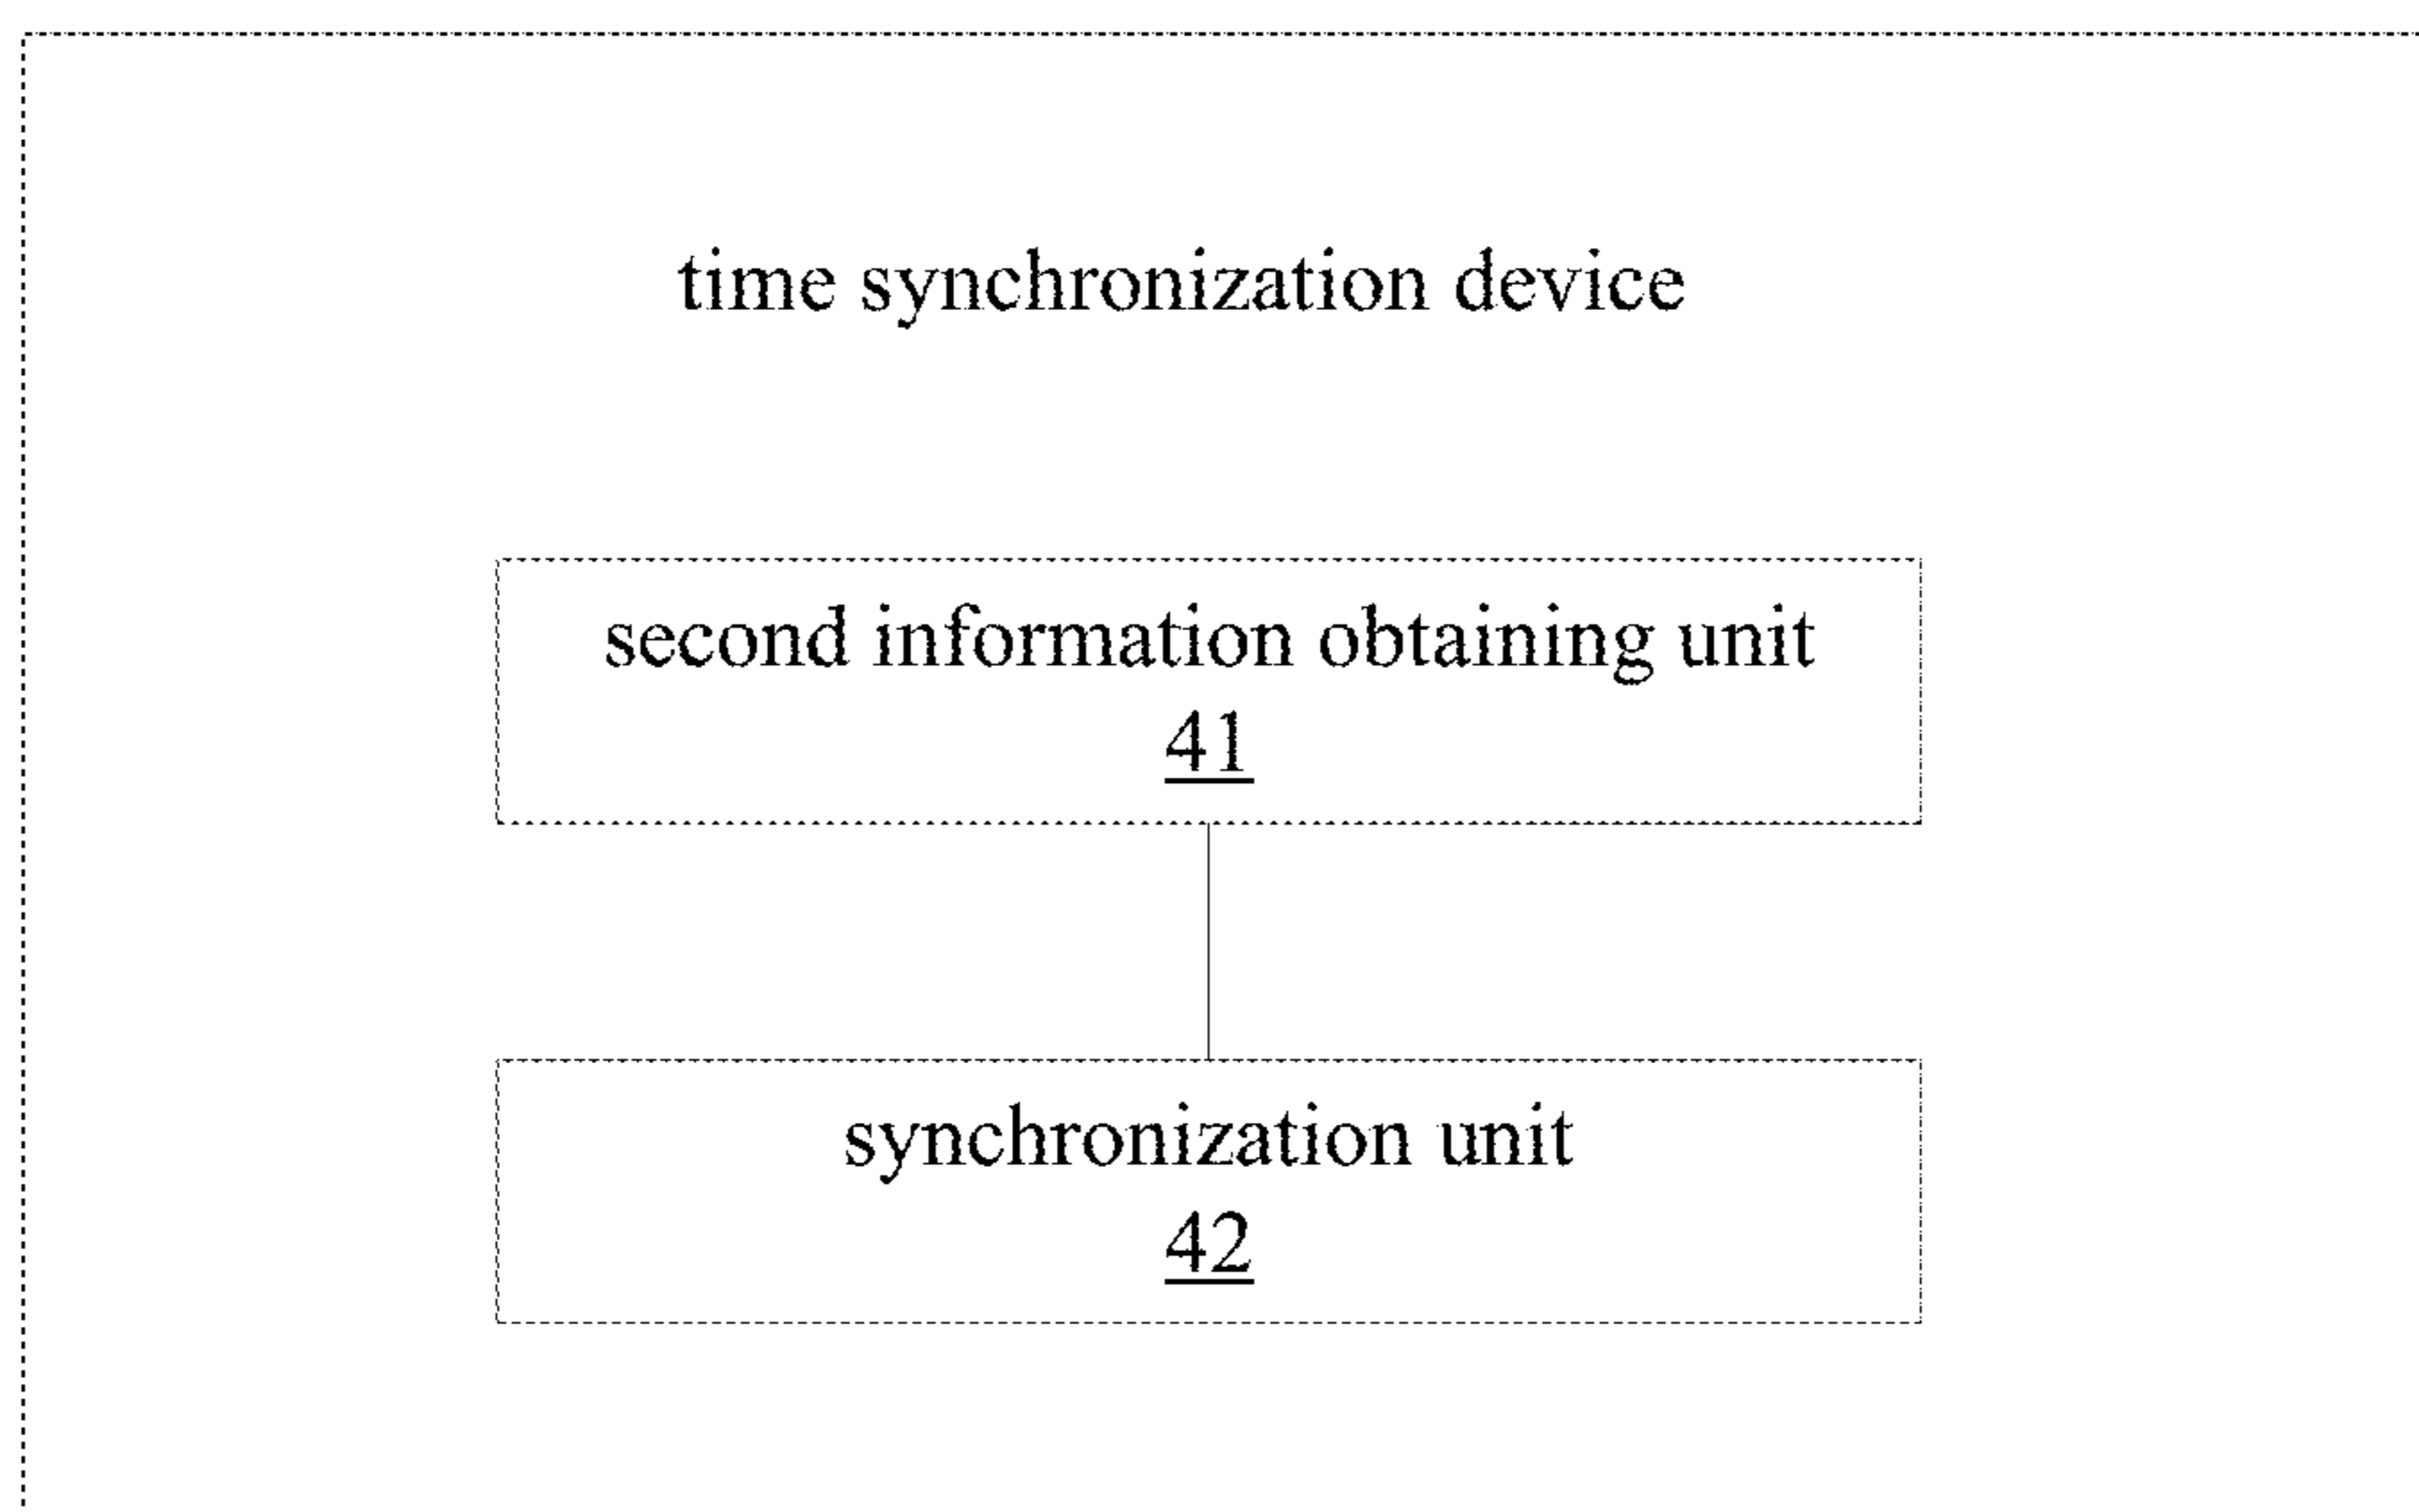 time synchronization device
second information obtaining unit
41
synchronization unit
42